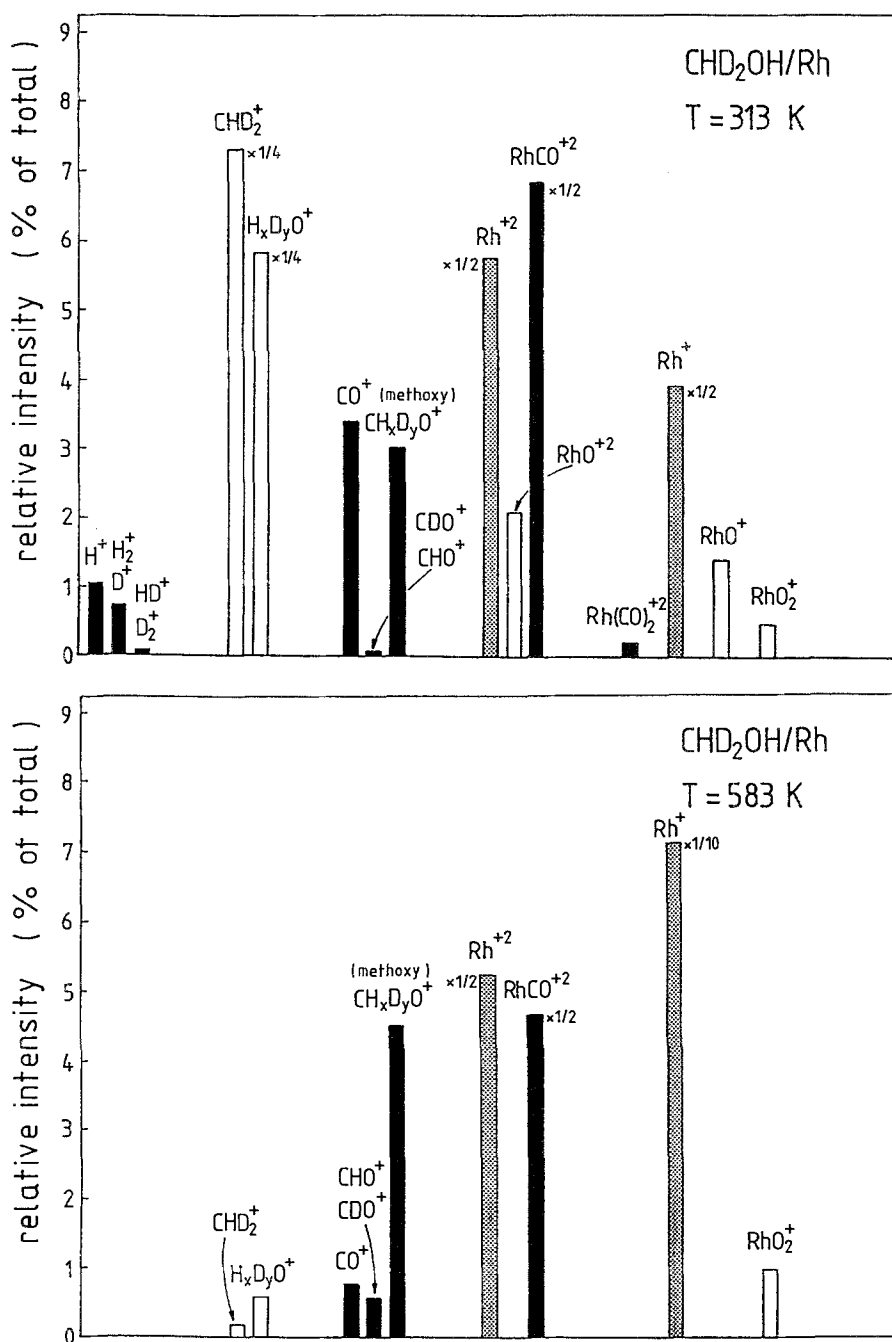 relative intensity ( % of total )
9
8
7
6
5
4
3
2
1
0
CHD₂OH/Rh
T = 313 K
CHD₂⁺
×1/4
HₓDᵧO⁺
×1/4
RhCO⁺²
×1/2
Rh⁺²
×1/2
CO⁺
(methoxy)
CHₓDᵧO⁺
Rh⁺
×1/2
RhO⁺²
CDO⁺
CHO⁺
RhO⁺
H⁺
H₂⁺
D⁺
HD⁺
D₂⁺
Rh(CO)₂⁺²
RhO₂⁺
relative intensity ( % of total )
9
8
7
6
5
4
3
2
1
0
CHD₂OH/Rh
T = 583 K
Rh⁺
×1/10
(methoxy)
CHₓDᵧO⁺
Rh⁺²
×1/2
RhCO⁺²
×1/2
CHO⁺
CDO⁺
CHD₂⁺
HₓDᵧO⁺
CO⁺
RhO₂⁺